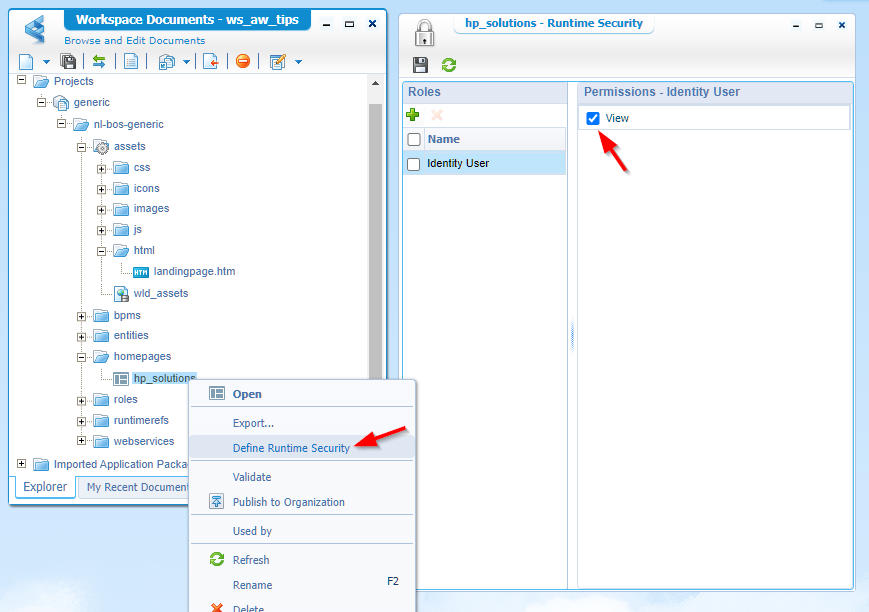 Workspace Documents - ws_aw_tips
Browse and Edit Documents
Projects
generic
nl-bos-generic
assets
css
icons
images
js
html
HTM landingpage.htm
wld_assets
bpms
entities
homepages
hp_solutions
roles
runtimerefs
webservices
Imported Application Packa
Explorer
My Recent Document
Open
Export...
Define Runtime Security
Validate
Publish to Organization
Used by
Refresh
Rename F2
Delete
hp_solutions - Runtime Security
Roles
Name
Identity User
Permissions - Identity User
View